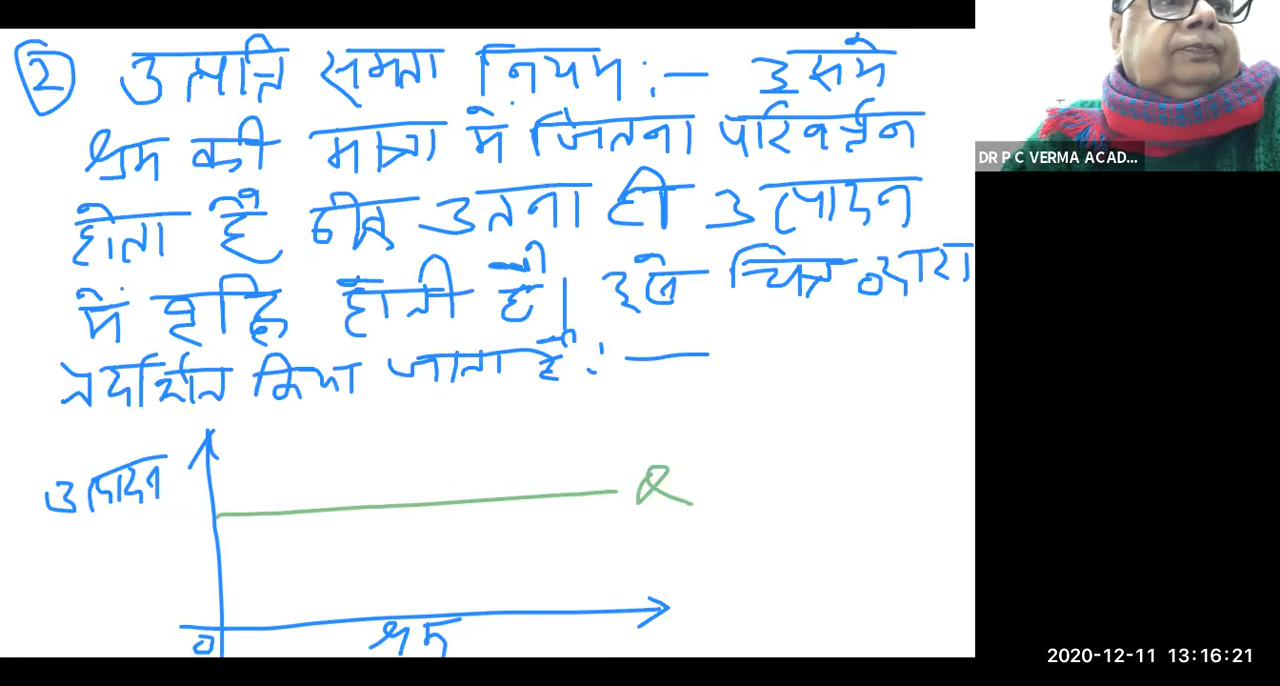 ② उत्पत्ति समता नियम :— इसमें
श्रम की मात्रा में जितना परिवर्तन
होता है ठीक उतना ही उत्पादन
में वृद्धि होती है। इसे चित्र द्वारा
प्रदर्शित किया जाता है :—
उत्पादन
Q
0
श्रम
DR P C VERMA ACAD...
2020-12-11 13:16:21